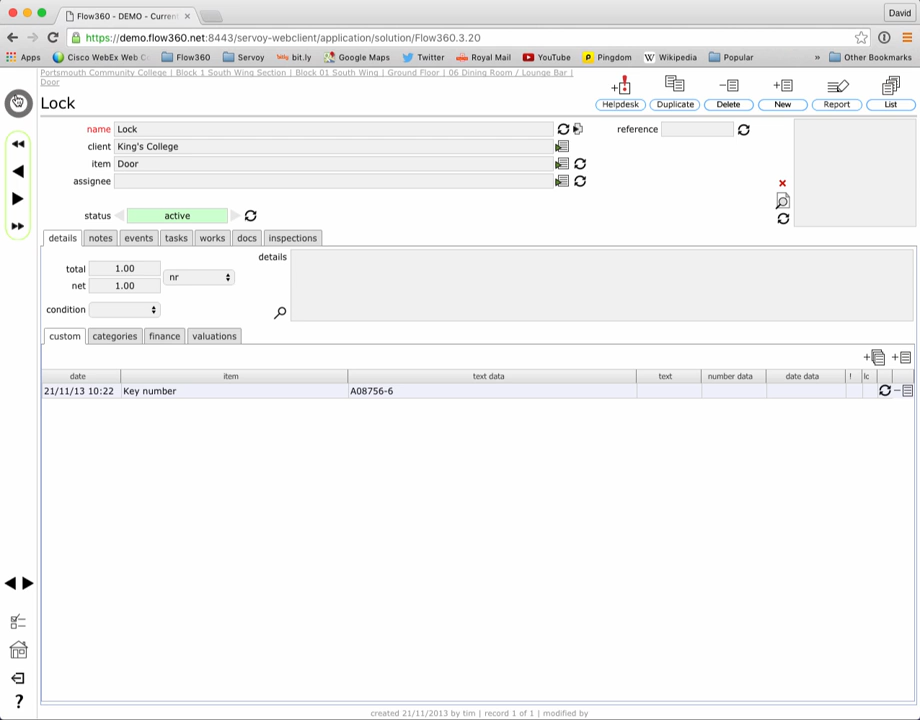 Flow360 - DEMO - Current
David
https://demo.flow360.net:8443/servoy-webclient/application/solution/Flow360.3.20
Apps Cisco WebEx Web C Flow360 Servoy bit.ly Google Maps Twitter Royal Mail YouTube Pingdom Wikipedia Popular » Other Bookmarks
Portsmouth Community College | Block 1 South Wing Section | Block 01 South Wing | Ground Floor | 06 Dining Room / Lounge Bar |
Door
Lock
Helpdesk Duplicate Delete New Report List
name Lock reference
client King's College
item Door
assignee
status active
details notes events tasks works docs inspections
total 1.00 nr details
net 1.00
condition
custom categories finance valuations
date item text data text number data date data ! lc
21/11/13 10:22 Key number A08756-6
?
created 21/11/2013 by tim | record 1 of 1 | modified by